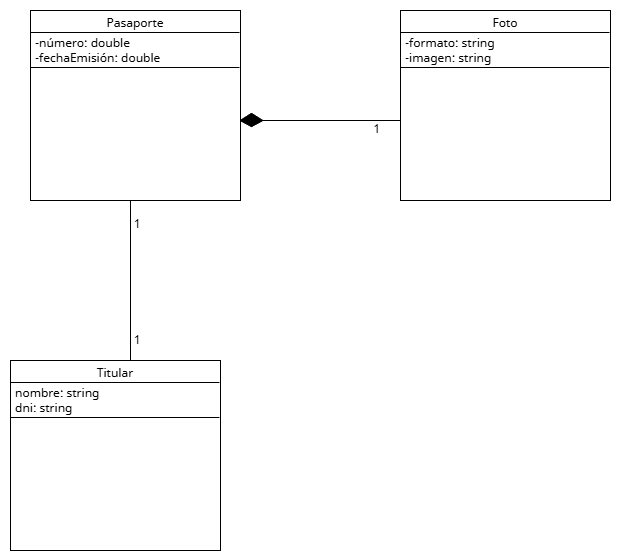 Pasaporte
-número: double
-fechaEmisión: double
Foto
-formato: string
-imagen: string
1
1
1
Titular
nombre: string
dni: string